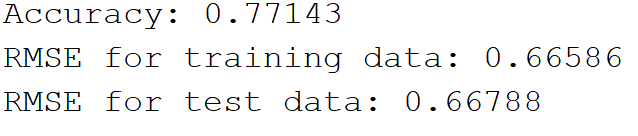 Accuracy: 0.77143
RMSE for training data: 0.66586
RMSE for test data: 0.66788